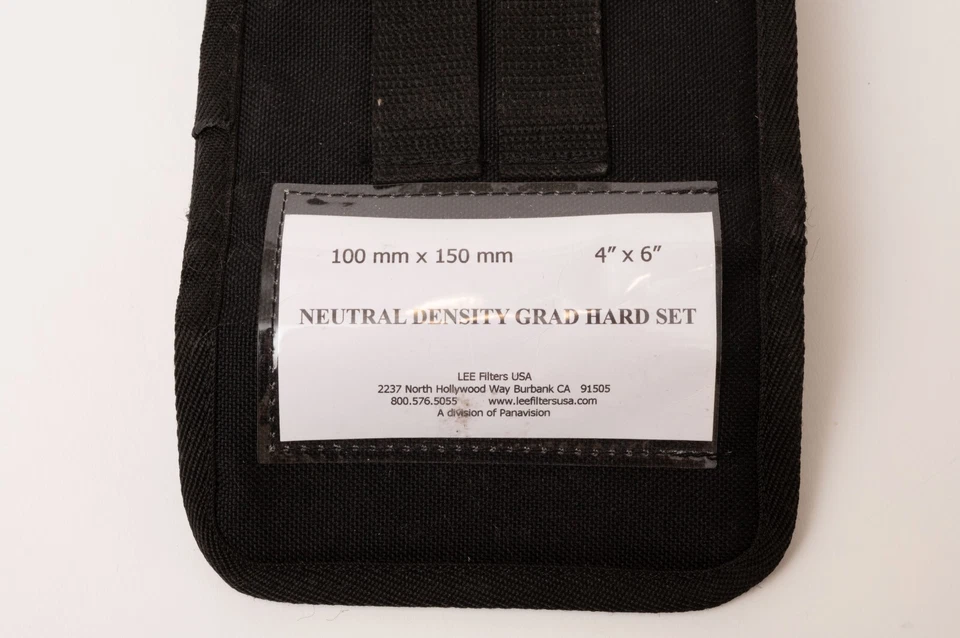 100 mm x 150 mm 4" x 6"
NEUTRAL DENSITY GRAD HARD SET
LEE Filters USA
2237 North Hollywood Way Burbank CA 91505
800.576.5055 www.leefiltersusa.com
A division of Panavision